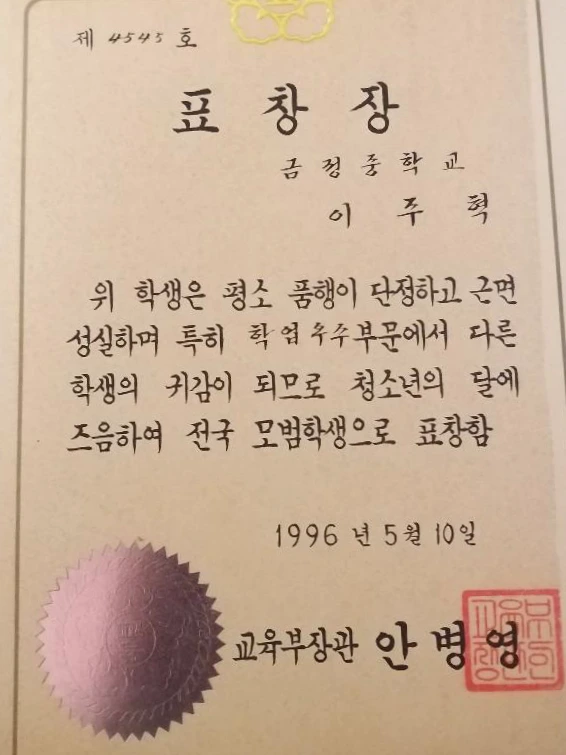 제 4545 호
표 창 장
금 정 중 학 교
이 주 혁
위 학생은 평소 품행이 단정하고 근면
성실하며 특히 학업우수부문에서 다른
학생의 귀감이 되므로 청소년의 달에
즈음하여 전국 모범학생으로 표창함
1996 년 5월 10일
교육부장관 안 병 영